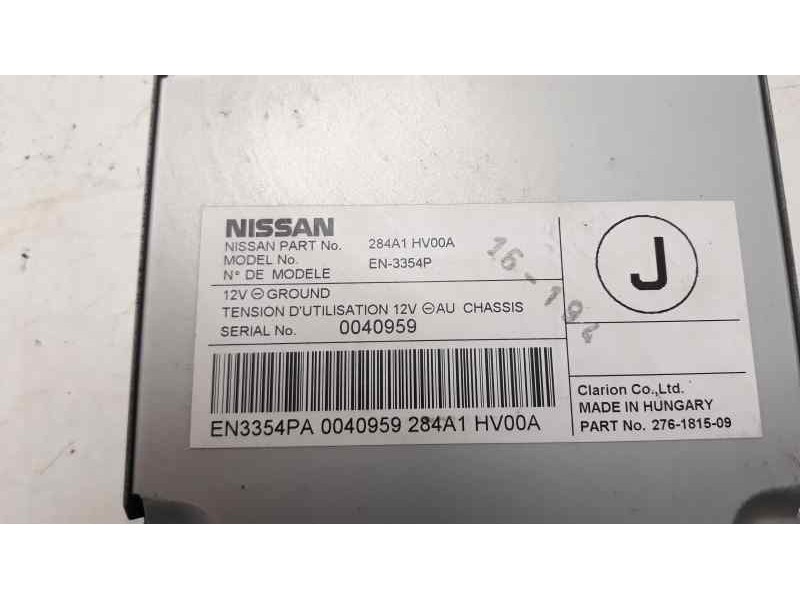 NISSAN
NISSAN PART No. 284A1 HV00A
MODEL No. EN-3354P
N° DE MODELE
12V ⊖ GROUND
TENSION D'UTILISATION 12V ⊖ AU CHASSIS
SERIAL No. 0040959
EN3354PA 0040959 284A1 HV00A
J
Clarion Co.,Ltd.
MADE IN HUNGARY
PART No. 276-1815-09